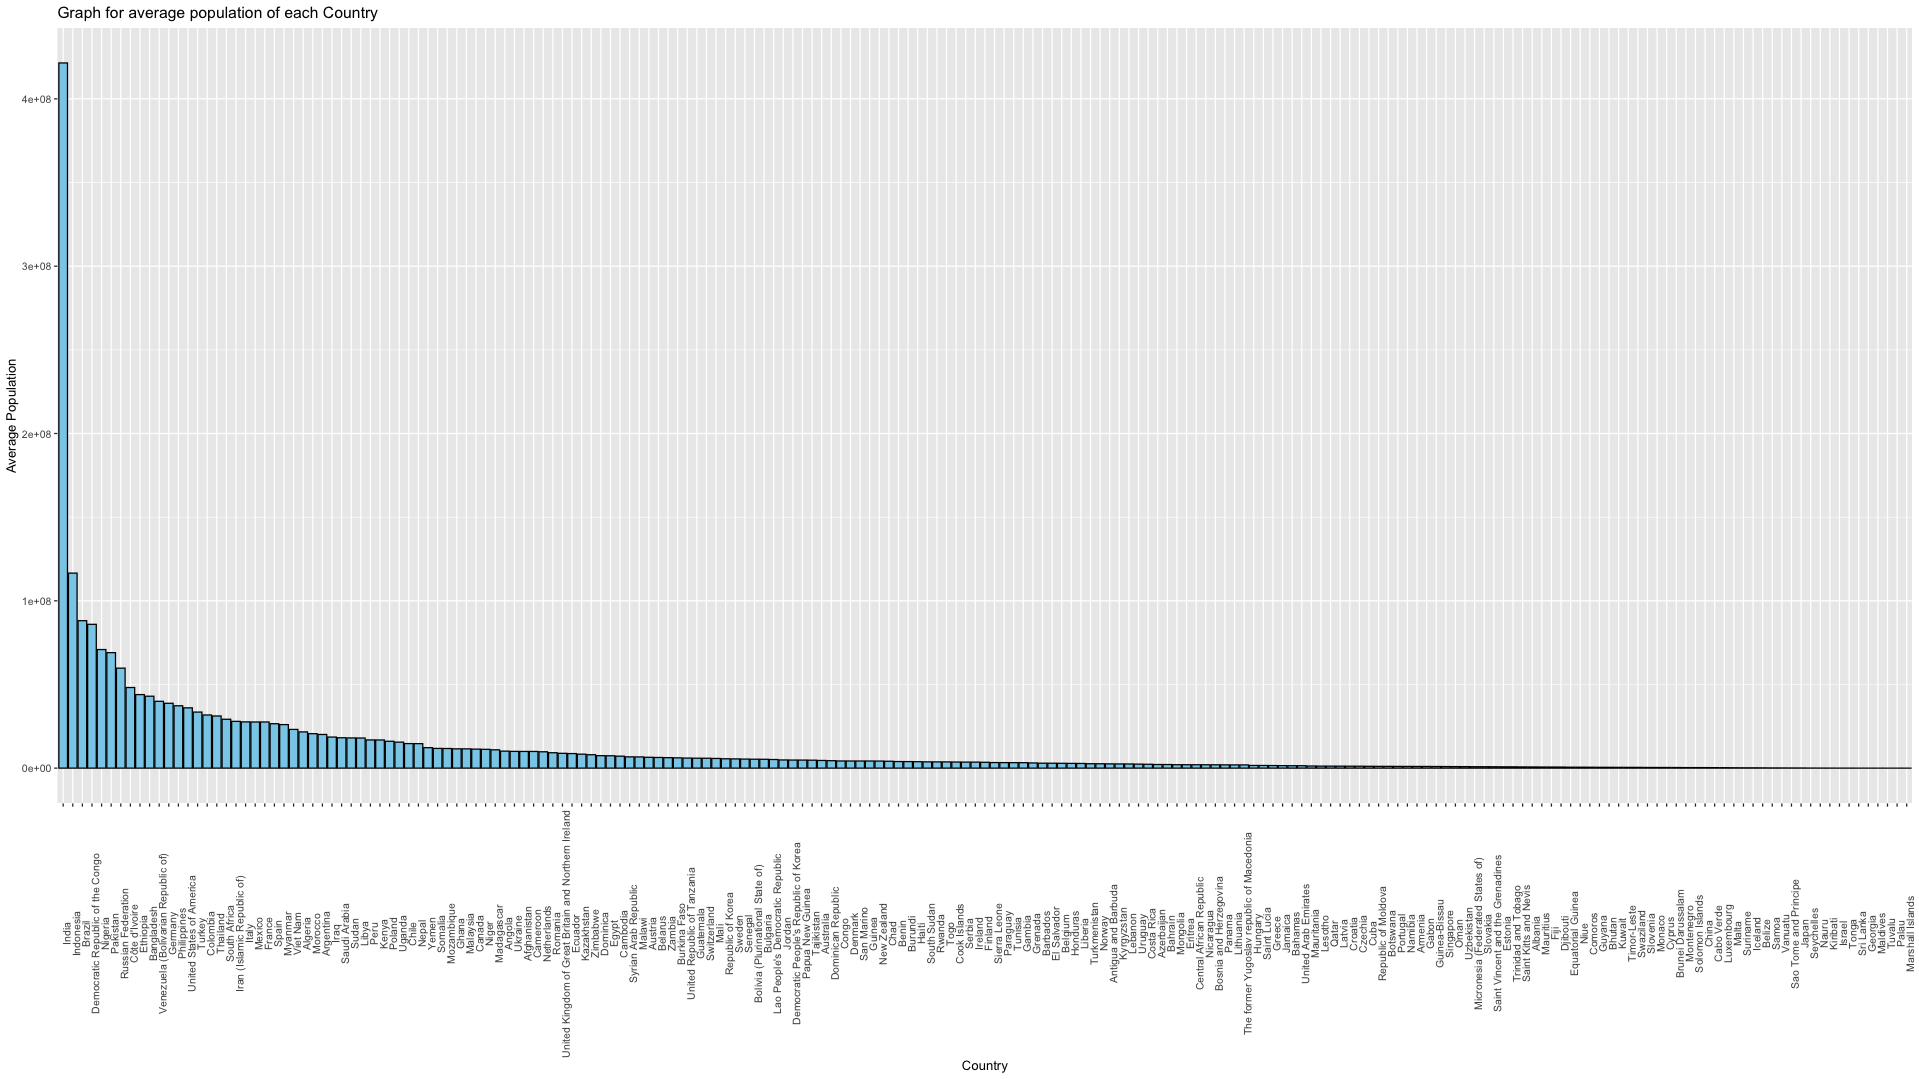 Graph for average population of each Country
Average Population
4e+08
3e+08
2e+08
1e+08
0e+00
India
Indonesia
Brazil
Democratic Republic of the Congo
Nigeria
Pakistan
Russian Federation
Côte d'Ivoire
Ethiopia
Bangladesh
Venezuela (Bolivarian Republic of)
Germany
Philippines
United States of America
Turkey
Colombia
Thailand
South Africa
Iran (Islamic Republic of)
Italy
Mexico
France
Spain
Myanmar
Viet Nam
Algeria
Morocco
Argentina
Iraq
Saudi Arabia
Sudan
Libya
Peru
Kenya
Poland
Uganda
Chile
Nepal
Yemen
Somalia
Mozambique
Ghana
Malaysia
Canada
Niger
Madagascar
Angola
Ukraine
Afghanistan
Cameroon
Netherlands
Romania
United Kingdom of Great Britain and Northern Ireland
Ecuador
Kazakhstan
Zimbabwe
Dominica
Egypt
Cambodia
Syrian Arab Republic
Malawi
Austria
Belarus
Zambia
Burkina Faso
United Republic of Tanzania
Guatemala
Switzerland
Mali
Republic of Korea
Sweden
Senegal
Bolivia (Plurinational State of)
Bulgaria
Lao People's Democratic Republic
Jordan
Democratic People's Republic of Korea
Papua New Guinea
Tajikistan
Australia
Dominican Republic
Congo
Denmark
San Marino
Guinea
New Zealand
Chad
Benin
Burundi
Haiti
South Sudan
Rwanda
Togo
Cook Islands
Serbia
Ireland
Finland
Sierra Leone
Paraguay
Tunisia
Gambia
Grenada
Barbados
El Salvador
Belgium
Honduras
Liberia
Turkmenistan
Norway
Antigua and Barbuda
Kyrgyzstan
Lebanon
Uruguay
Costa Rica
Azerbaijan
Bahrain
Mongolia
Eritrea
Central African Republic
Nicaragua
Bosnia and Herzegovina
Panama
Lithuania
The former Yugoslav republic of Macedonia
Hungary
Saint Lucia
Greece
Jamaica
Bahamas
United Arab Emirates
Mauritania
Lesotho
Qatar
Latvia
Croatia
Czechia
Cuba
Republic of Moldova
Botswana
Portugal
Namibia
Armenia
Gabon
Guinea-Bissau
Singapore
Oman
Uzbekistan
Micronesia (Federated States of)
Slovakia
Saint Vincent and the Grenadines
Estonia
Trinidad and Tobago
Saint Kitts and Nevis
Albania
Mauritius
Fiji
Djibouti
Equatorial Guinea
Niue
Comoros
Guyana
Bhutan
Kuwait
Timor-Leste
Swaziland
Slovenia
Monaco
Cyprus
Brunei Darussalam
Montenegro
Solomon Islands
China
Cabo Verde
Luxembourg
Malta
Suriname
Iceland
Belize
Samoa
Vanuatu
Sao Tome and Principe
Japan
Seychelles
Nauru
Kiribati
Israel
Tonga
Sri Lanka
Georgia
Maldives
Tuvalu
Palau
Marshall Islands
Country